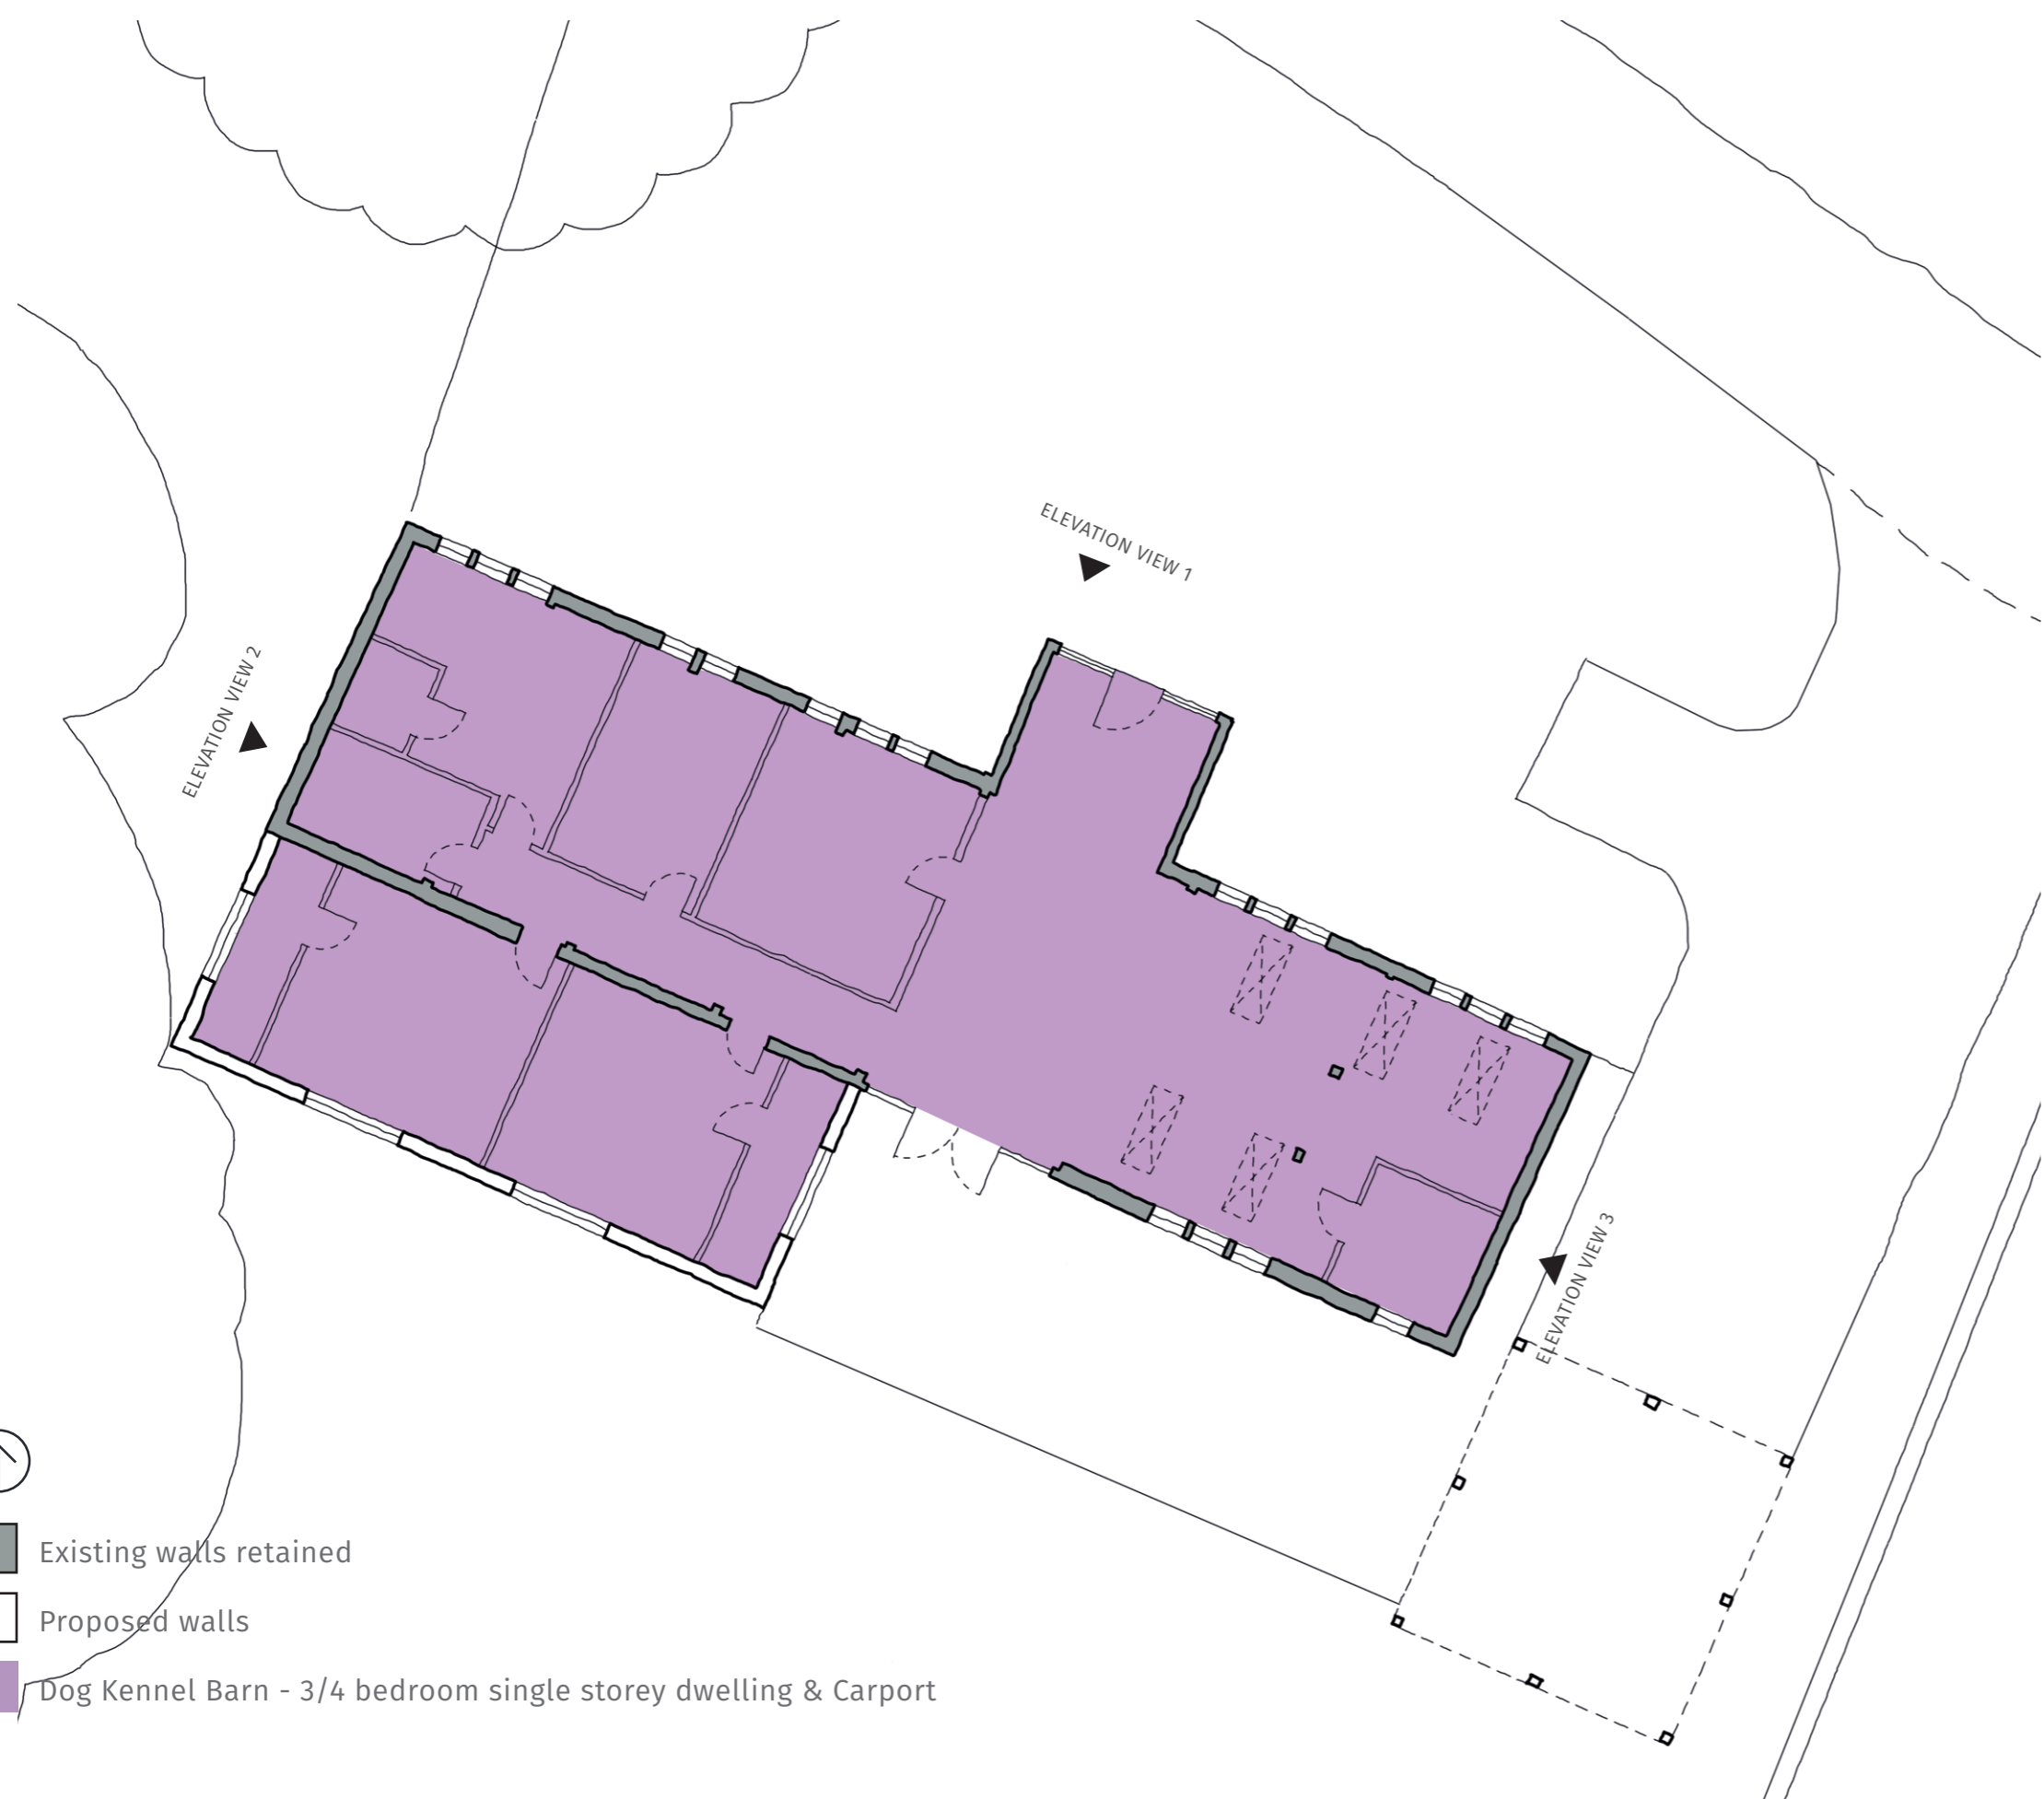 ELEVATION VIEW 1
ELEVATION VIEW 2
ELEVATION VIEW 3
Existing walls retained
Proposed walls
Dog Kennel Barn - 3/4 bedroom single storey dwelling & Carport